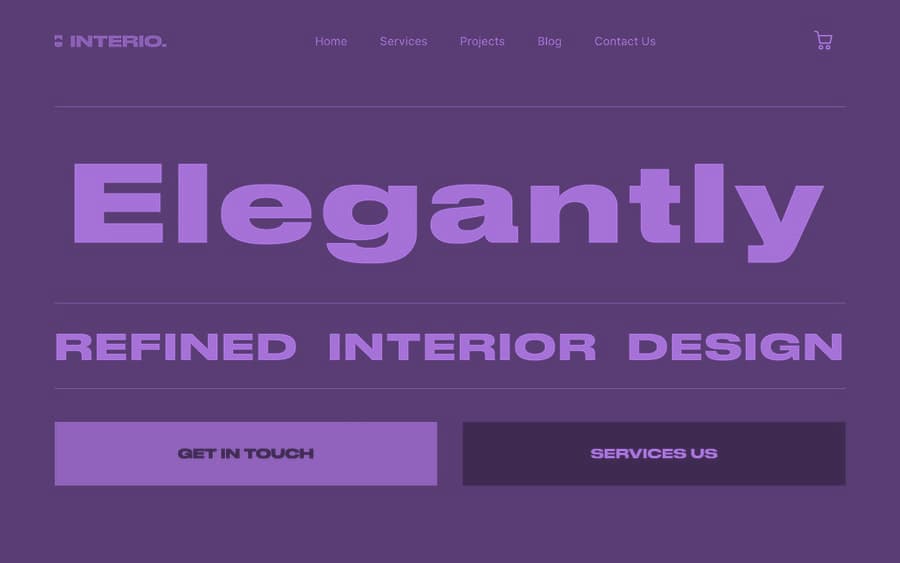 INTERIO.
Home Services Projects Blog Contact Us
Elegantly
REFINED INTERIOR DESIGN
GET IN TOUCH
SERVICES US